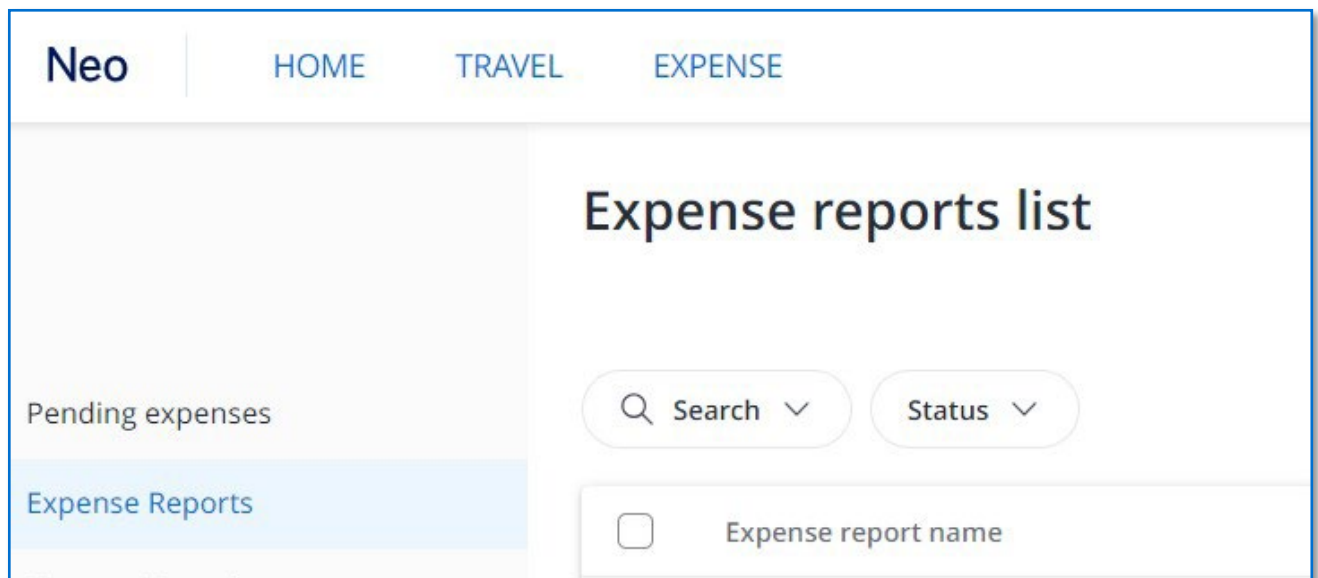 Neo HOME TRAVEL EXPENSE
Expense reports list
Pending expenses
Expense Reports
Search Status
Expense report name